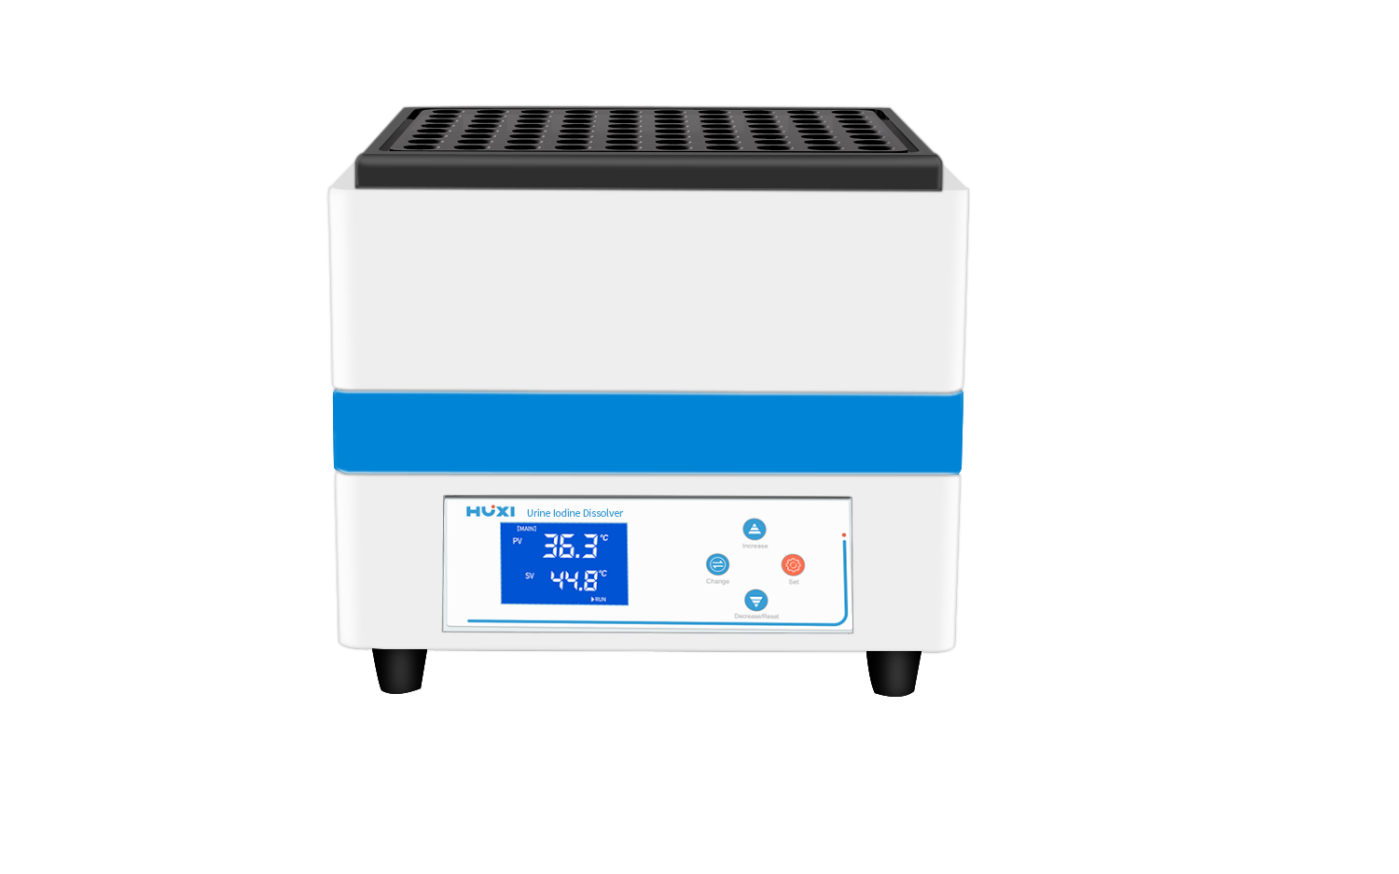 HUXI Urine Iodine Dissolver
[MAIN]
PV 36.3 °C
SV 44.8 °C
RUN
Increase
Change
Set
Decrease/Reset